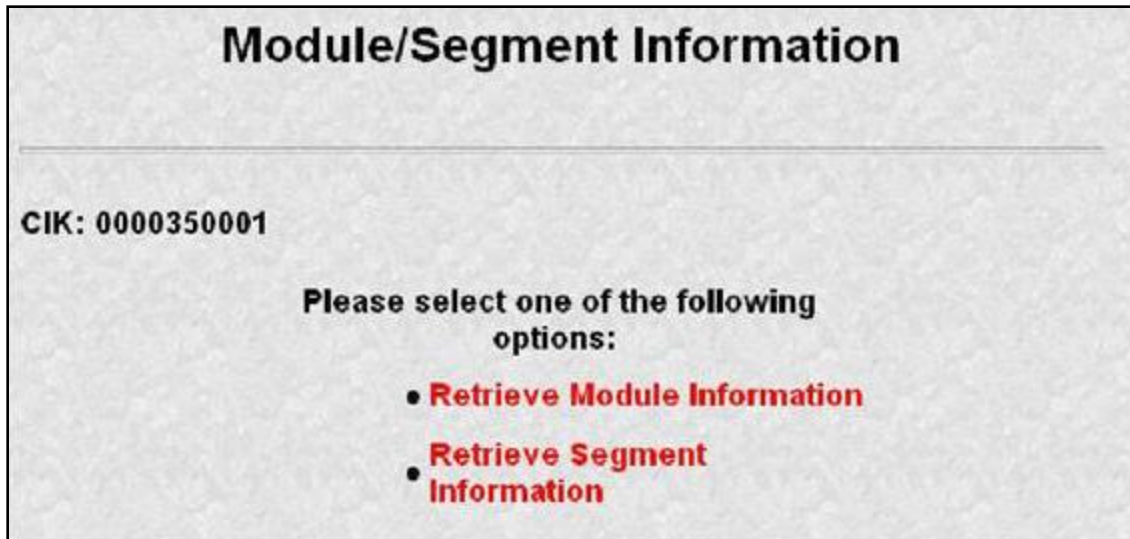 Module/Segment Information
CIK: 0000350001
Please select one of the following
options:
Retrieve Module Information
Retrieve Segment
Information